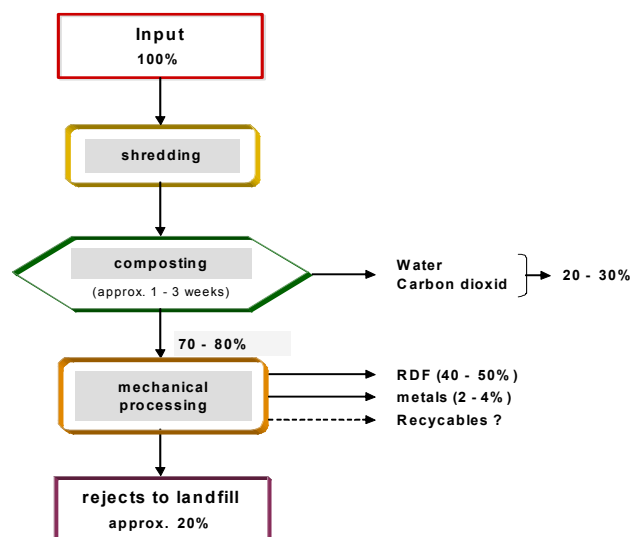 Input
100%
shredding
composting
(approx. 1 - 3 weeks)
Water
Carbon dioxid
20 - 30%
70 - 80%
mechanical
processing
RDF (40 - 50%)
metals (2 - 4%)
Recycables ?
rejects to landfill
approx. 20%